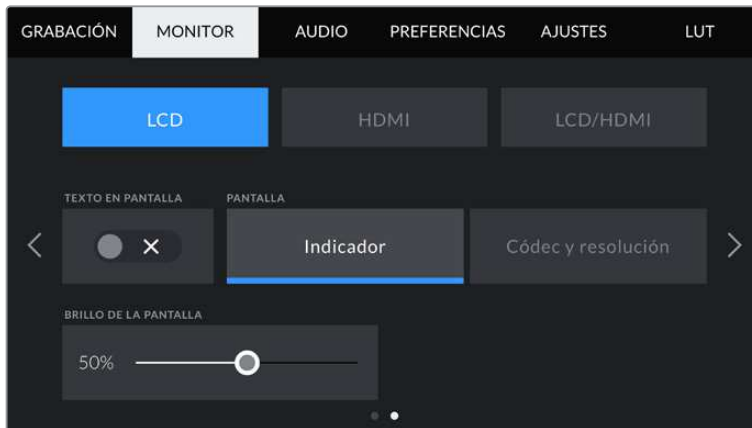 GRABACIÓN MONITOR AUDIO PREFERENCIAS AJUSTES LUT
LCD HDMI LCD/HDMI
TEXTO EN PANTALLA PANTALLA
Indicador Códec y resolución
BRILLO DE LA PANTALLA
50%